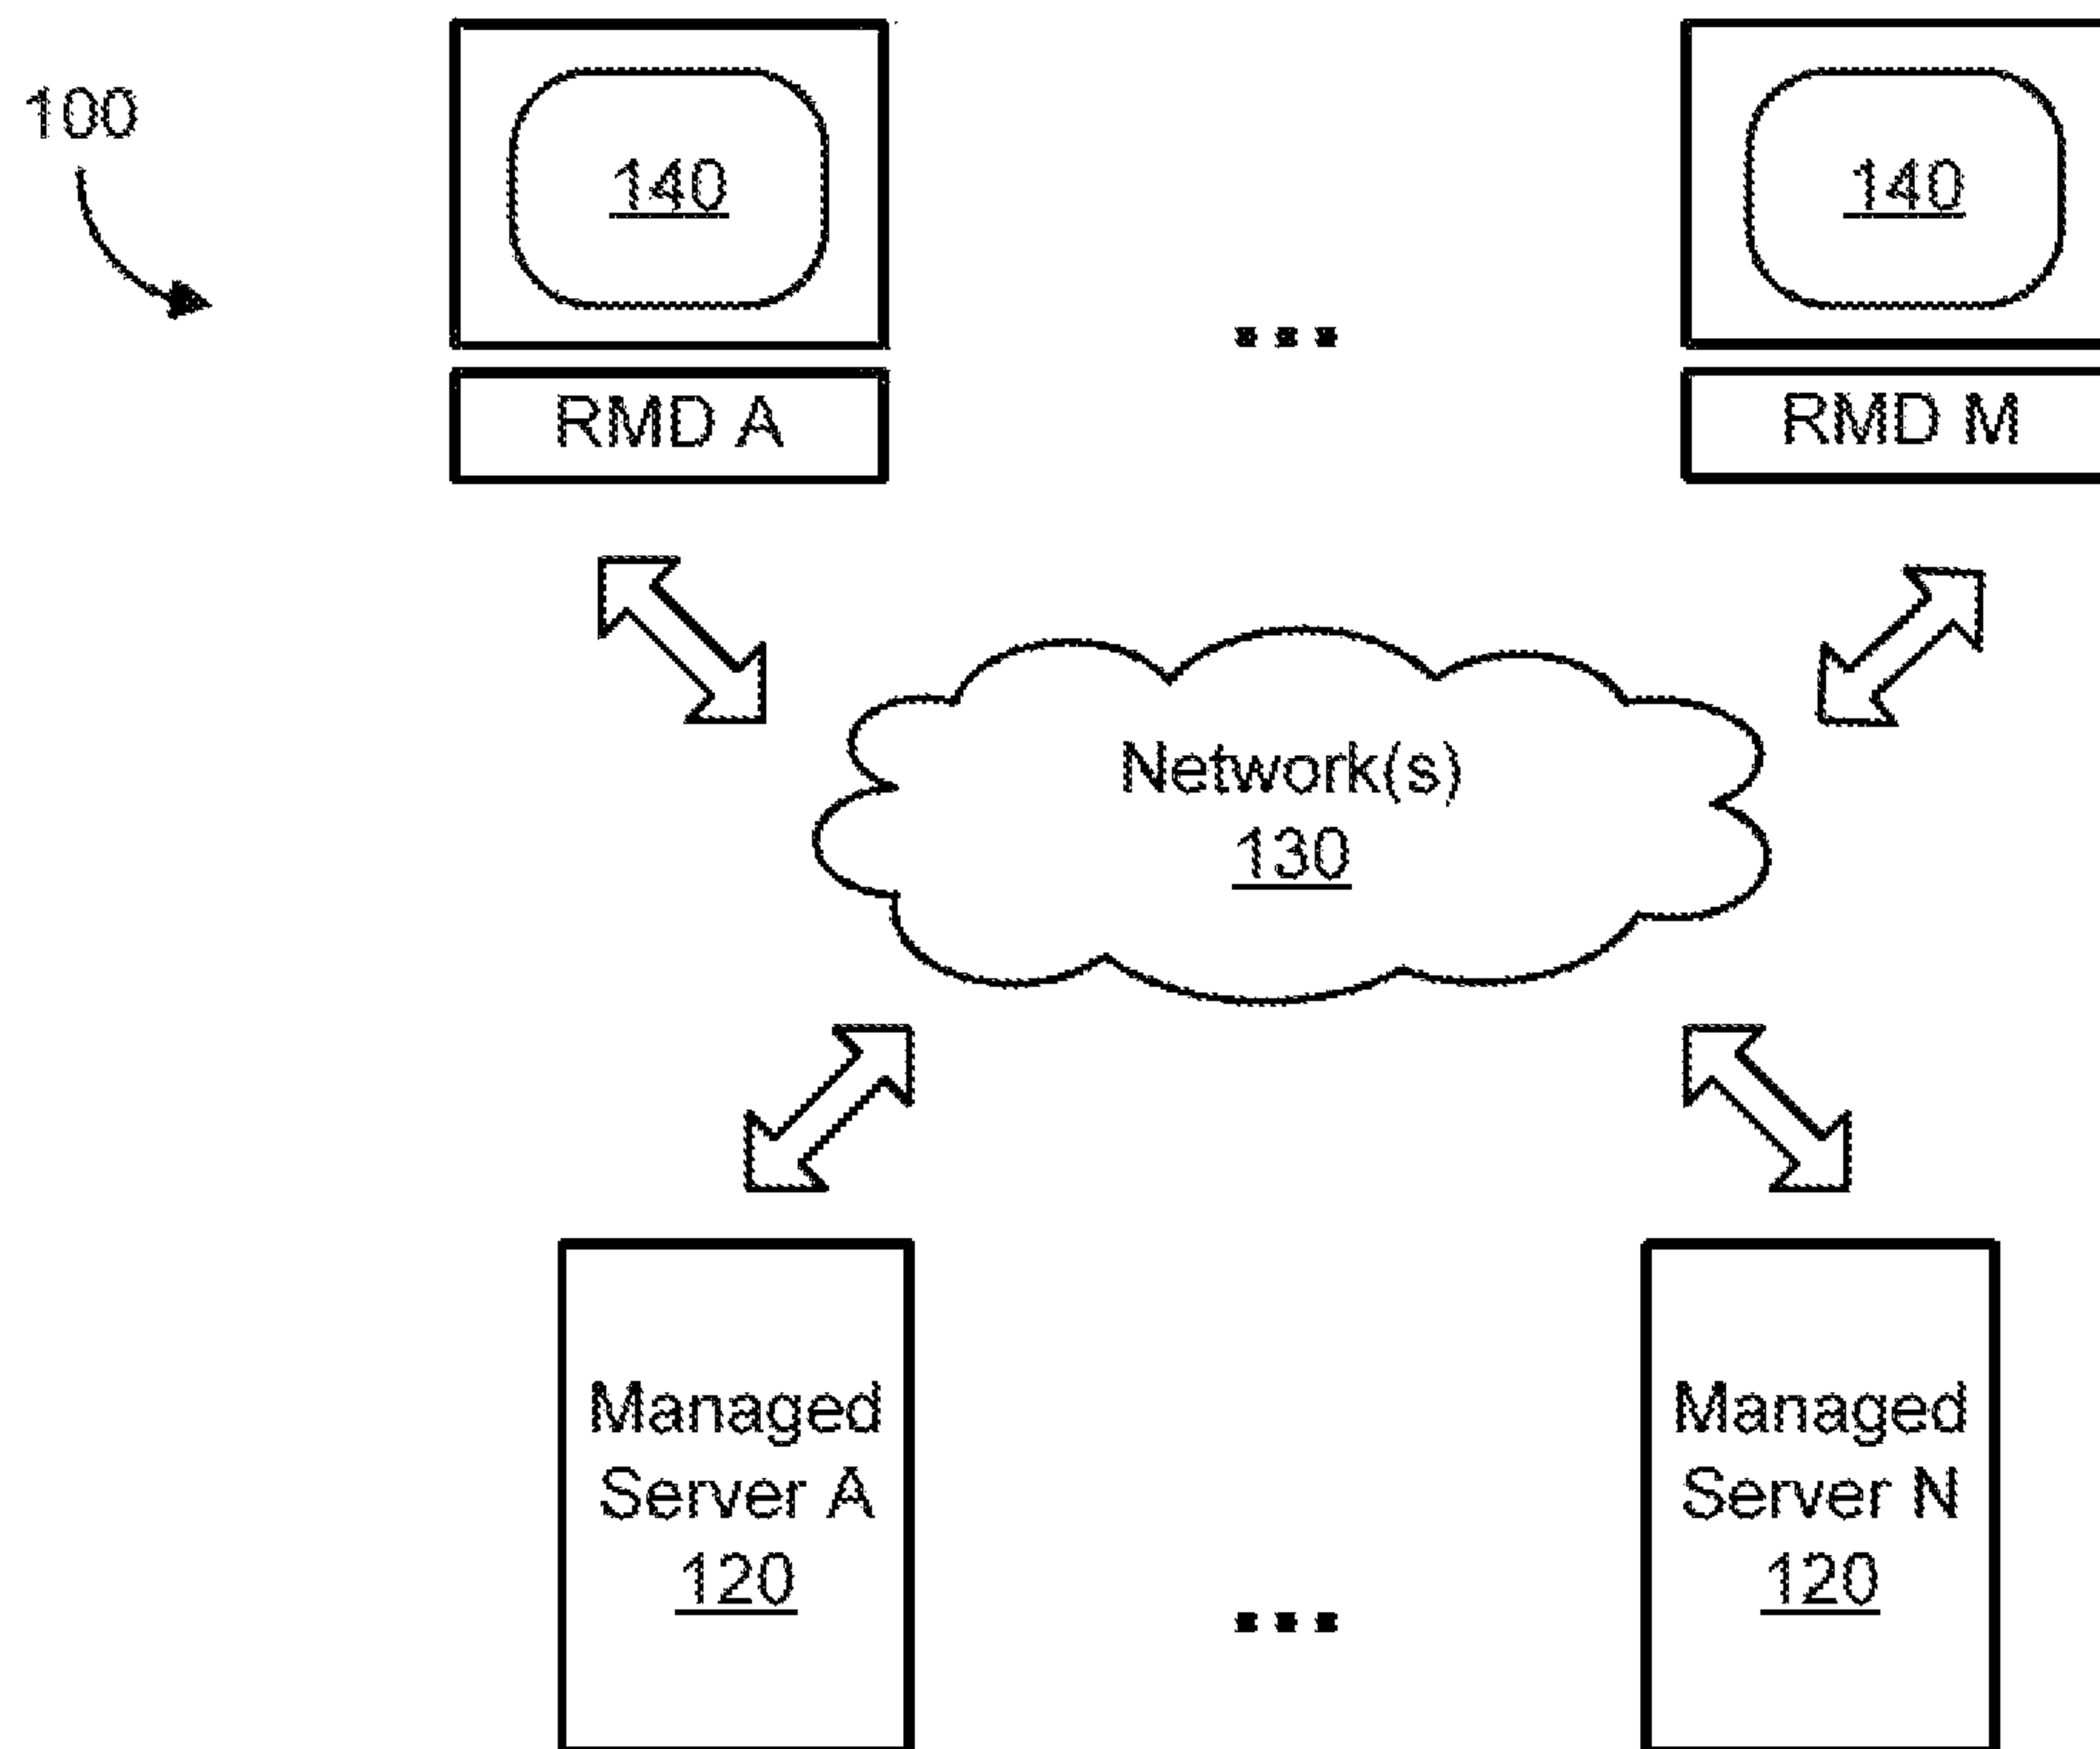 100
140
140
...
RMD A
RMD M
Network(s)
130
Managed
Server A
120
Managed
Server N
120
...